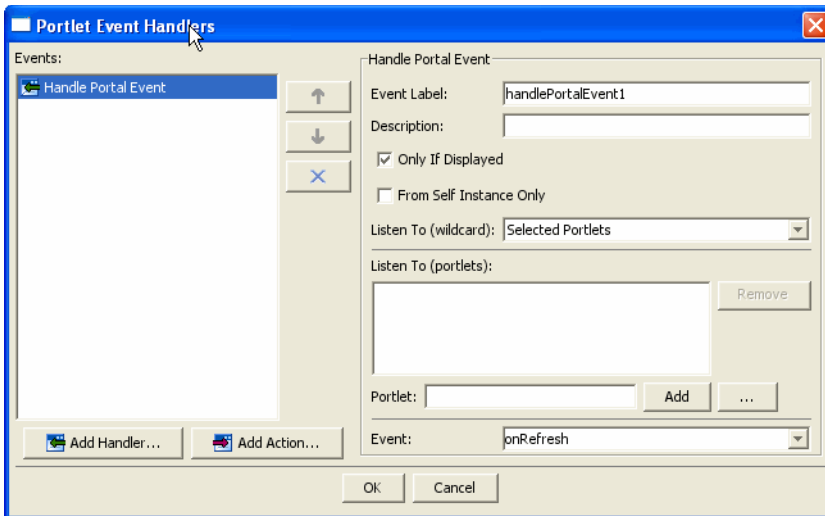 Portlet Event Handlers
Events:
Handle Portal Event
Handle Portal Event
Event Label: handlePortalEvent1
Description:
Only If Displayed
From Self Instance Only
Listen To (wildcard): Selected Portlets
Listen To (portlets):
Remove
Portlet: Add ...
Event: onRefresh
Add Handler... Add Action...
OK Cancel